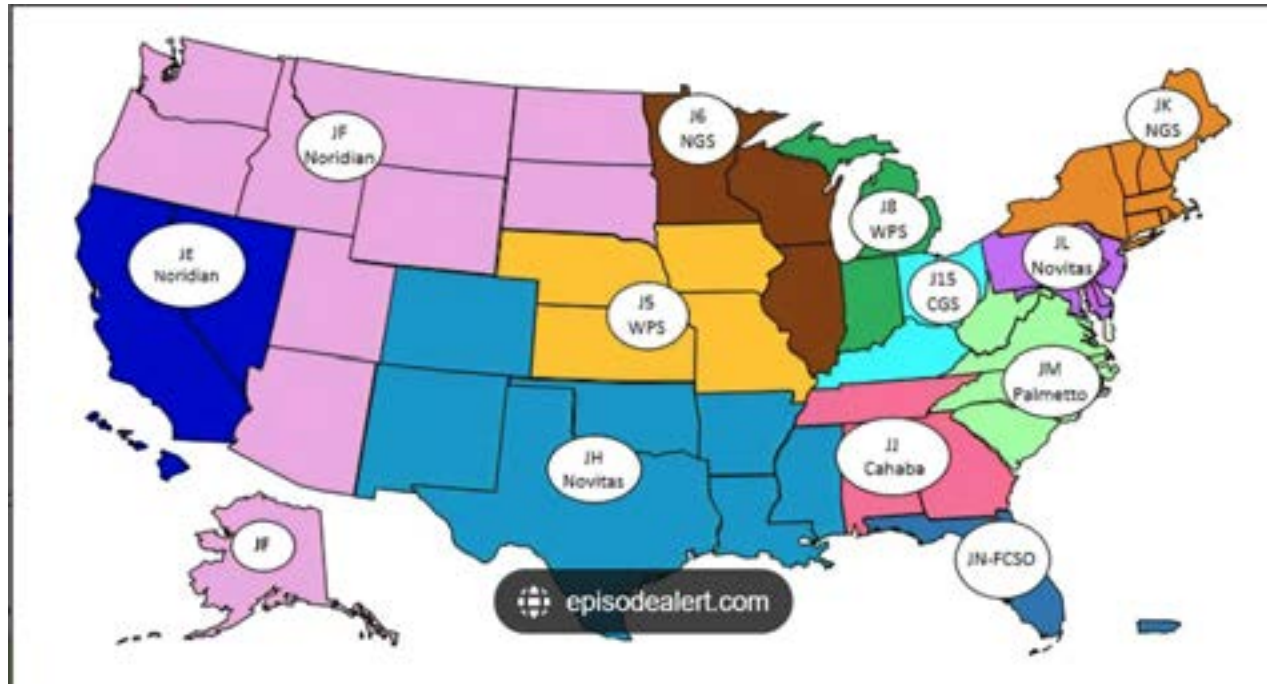 J6
NGS
JK
NGS
JF
Noridian
J8
WPS
JL
Novitas
JE
Noridian
J15
CGS
J5
WPS
JM
Palmetto
JJ
Cahaba
JH
Novitas
JF
JN-FCSO
episodealert.com